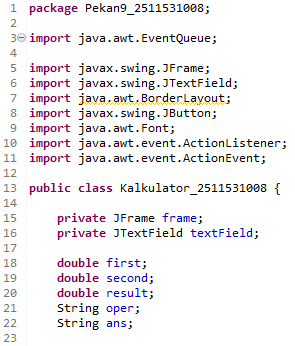 1 package Pekan9_2511531008;
2
3 import java.awt.EventQueue;
4
5 import javax.swing.JFrame;
6 import javax.swing.JTextField;
7 import java.awt.BorderLayout;
8 import javax.swing.JButton;
9 import java.awt.Font;
10 import java.awt.event.ActionListener;
11 import java.awt.event.ActionEvent;
12
13 public class Kalkulator_2511531008 {
14
15 private JFrame frame;
16 private JTextField textField;
17
18 double first;
19 double second;
20 double result;
21 String oper;
22 String ans;
23